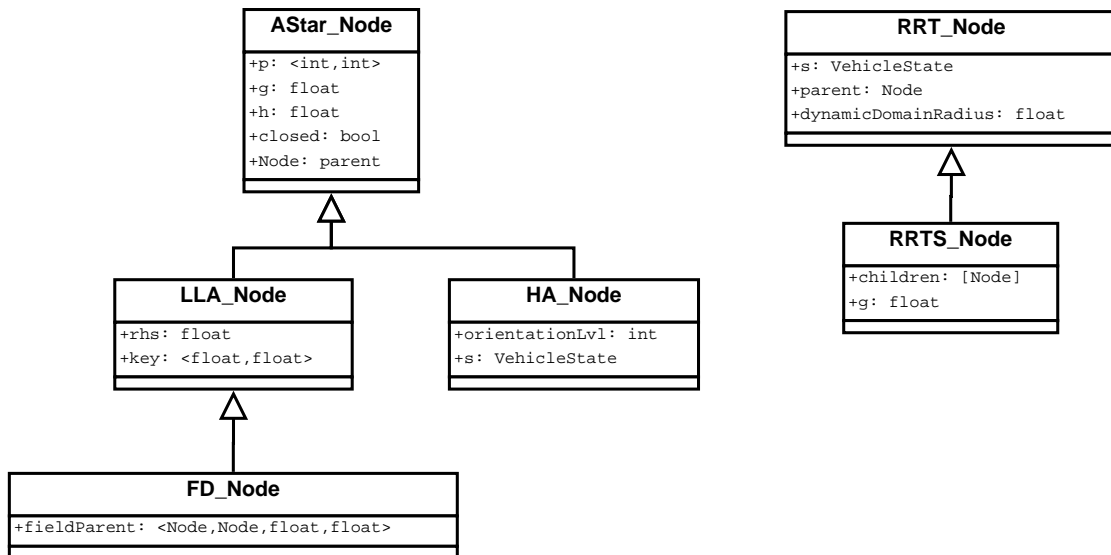 AStar_Node
+p: <int,int>
+g: float
+h: float
+closed: bool
+Node: parent
RRT_Node
+s: VehicleState
+parent: Node
+dynamicDomainRadius: float
RRTS_Node
+children: [Node]
+g: float
LLA_Node
+rhs: float
+key: <float,float>
HA_Node
+orientationLvl: int
+s: VehicleState
FD_Node
+fieldParent: <Node,Node,float,float>